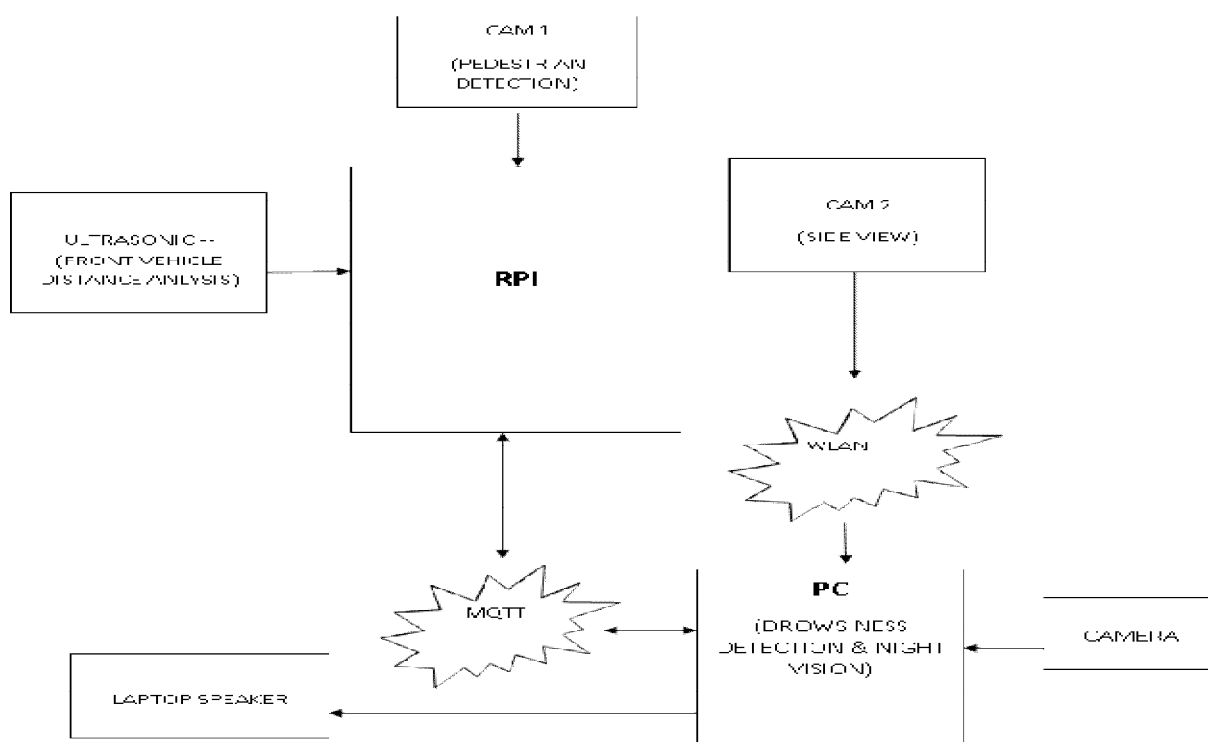 CAM 1
(PEDESTRIAN
DETECTION)
CAM 2
(SIDE VIEW)
ULTRASONIC --
(FRONT VEHICLE
DISTANCE ANLYSIS)
RPI
WLAN
MQTT
PC
(DROWSINESS
DETECTION & NIGHT
VISION)
CAMERA
LAPTOP SPEAKER